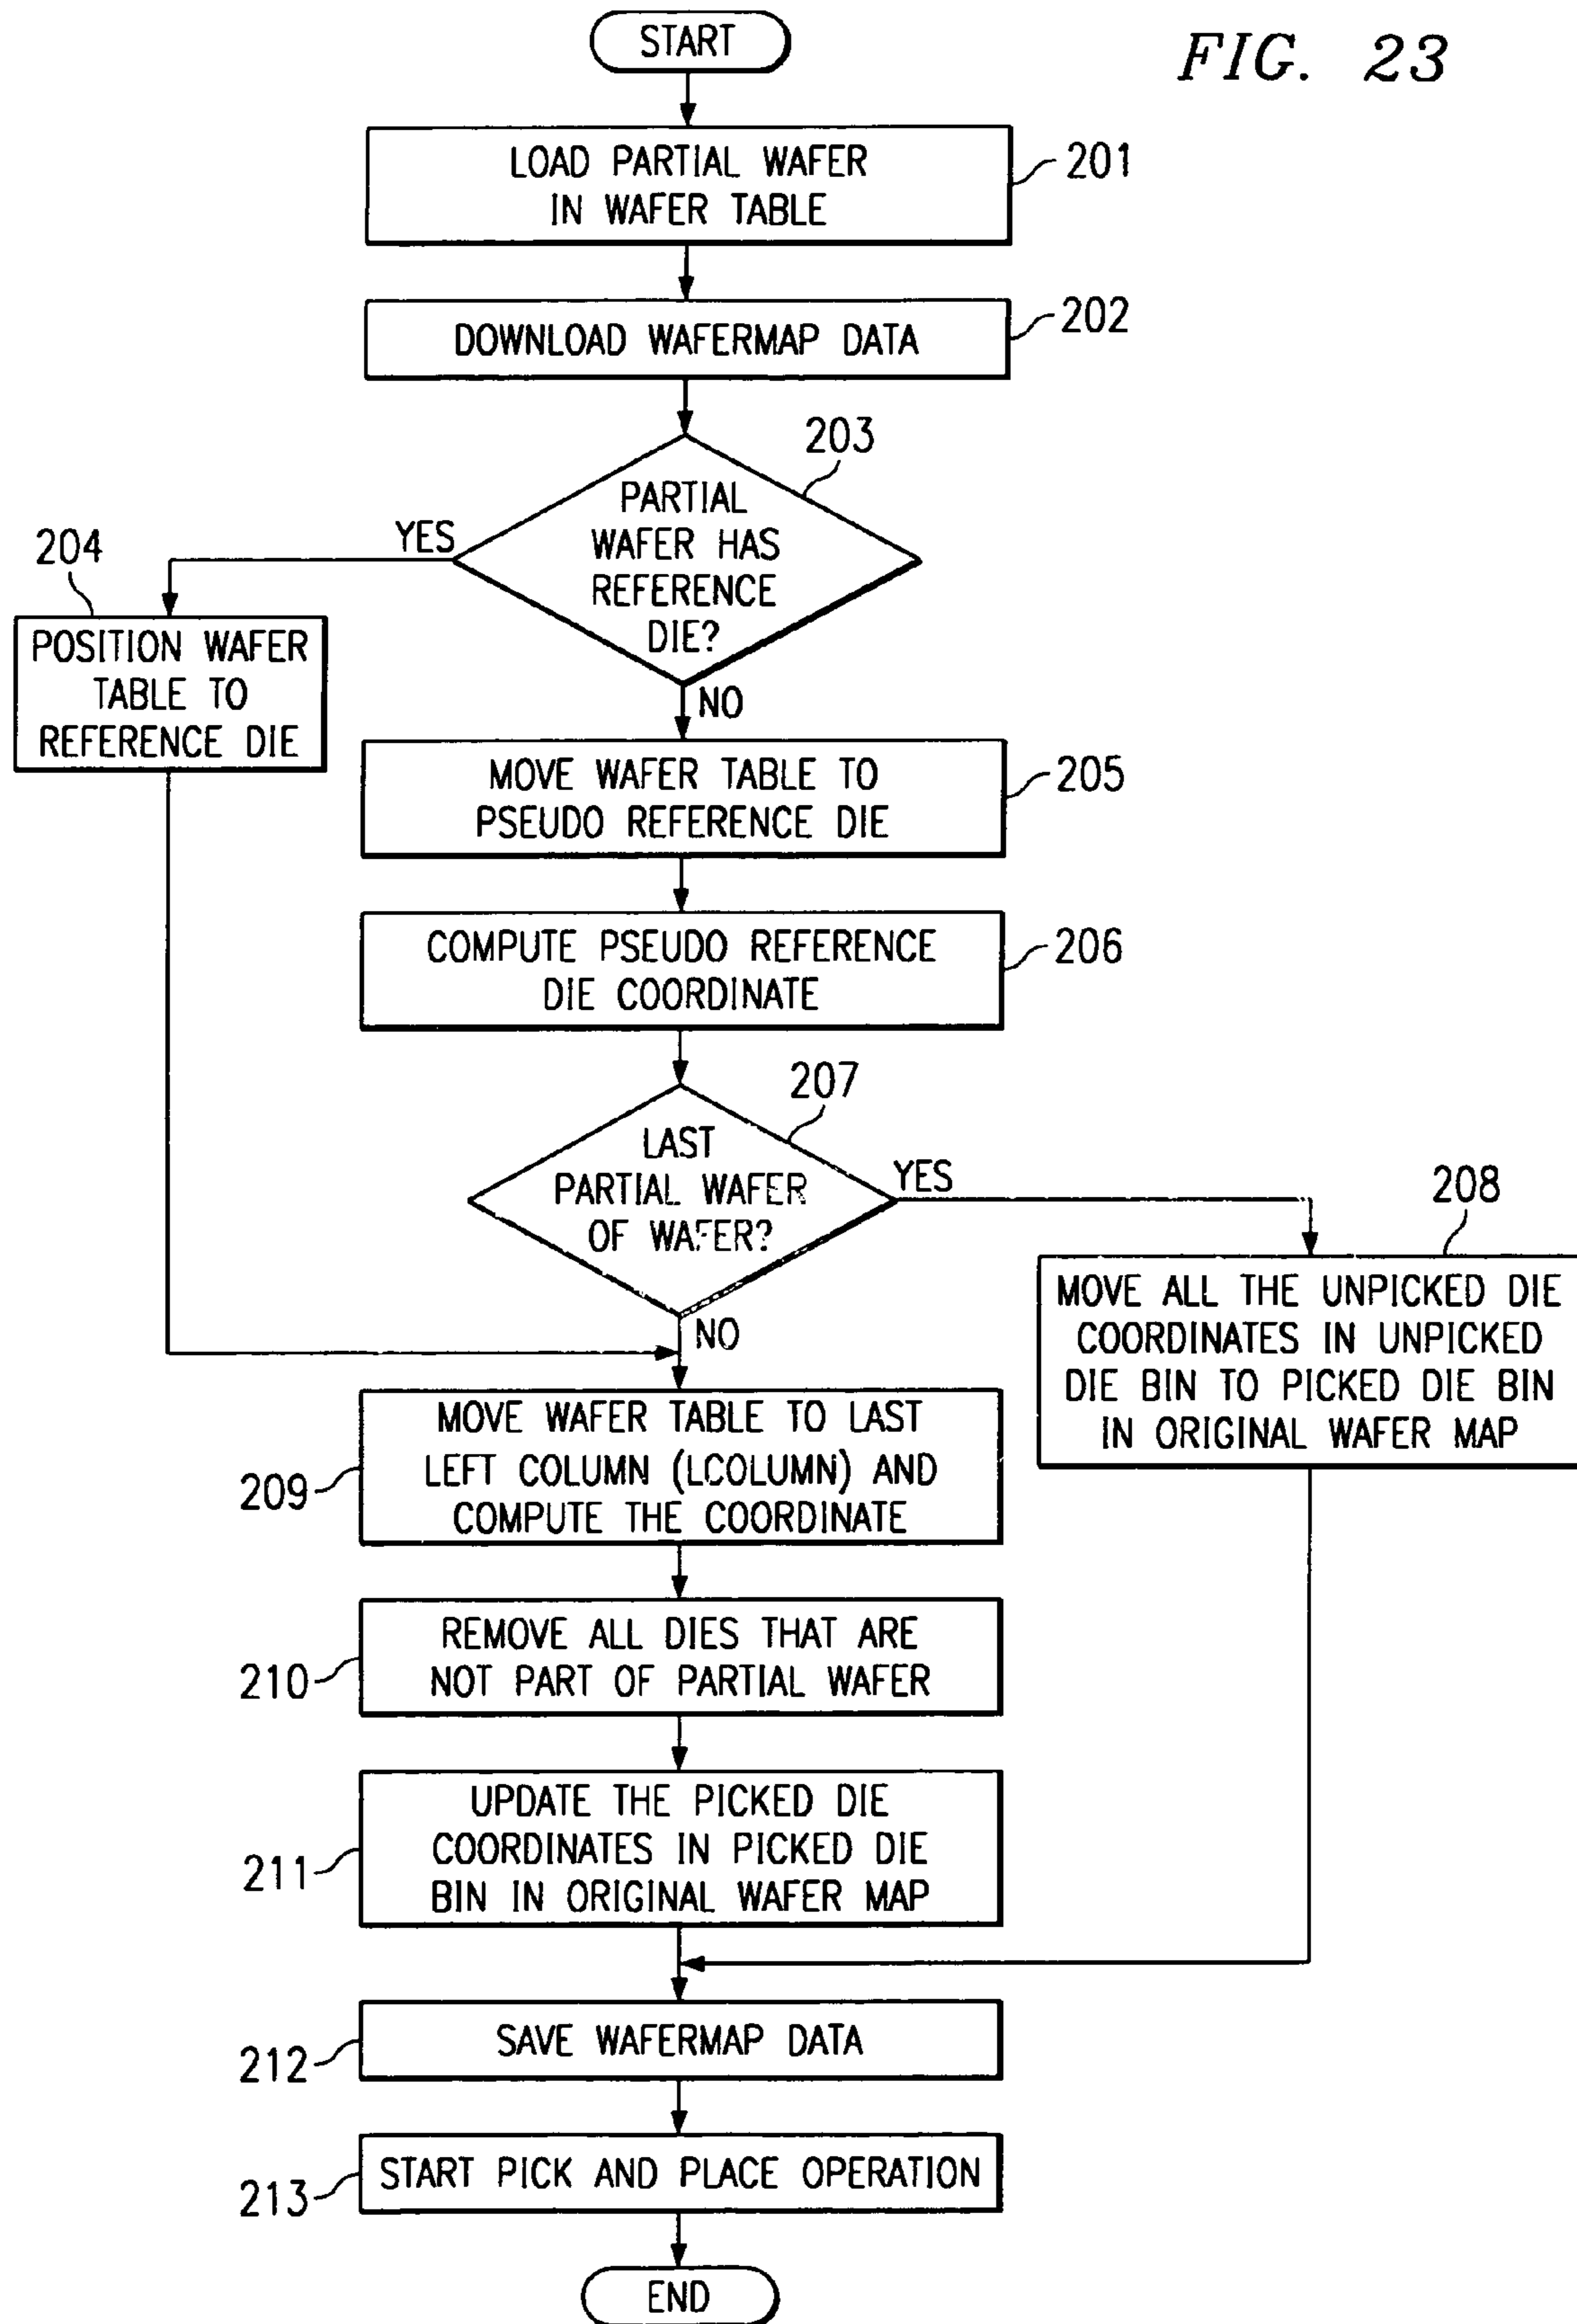 START
FIG. 23
LOAD PARTIAL WAFER
IN WAFER TABLE
201
DOWNLOAD WAFERMAP DATA
202
203
PARTIAL
WAFER HAS
REFERENCE
DIE?
YES
NO
204
POSITION WAFER
TABLE TO
REFERENCE DIE
MOVE WAFER TABLE TO
PSEUDO REFERENCE DIE
205
COMPUTE PSEUDO REFERENCE
DIE COORDINATE
206
207
LAST
PARTIAL WAFER
OF WAFER?
YES
NO
208
MOVE ALL THE UNPICKED DIE
COORDINATES IN UNPICKED
DIE BIN TO PICKED DIE BIN
IN ORIGINAL WAFER MAP
MOVE WAFER TABLE TO LAST
LEFT COLUMN (LCOLUMN) AND
COMPUTE THE COORDINATE
209
REMOVE ALL DIES THAT ARE
NOT PART OF PARTIAL WAFER
210
UPDATE THE PICKED DIE
COORDINATES IN PICKED DIE
BIN IN ORIGINAL WAFER MAP
211
SAVE WAFERMAP DATA
212
START PICK AND PLACE OPERATION
213
END